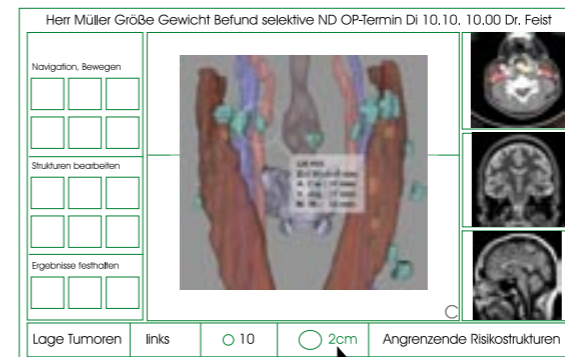 Herr Müller Größe Gewicht Befund selektive ND OP-Termin Di 10.10. 10.00 Dr. Feist
Navigation, Bewegen
Strukturen bearbeiten
Ergebnisse festhalten
C
Lage Tumoren links 10 2cm Angrenzende Risikostrukturen